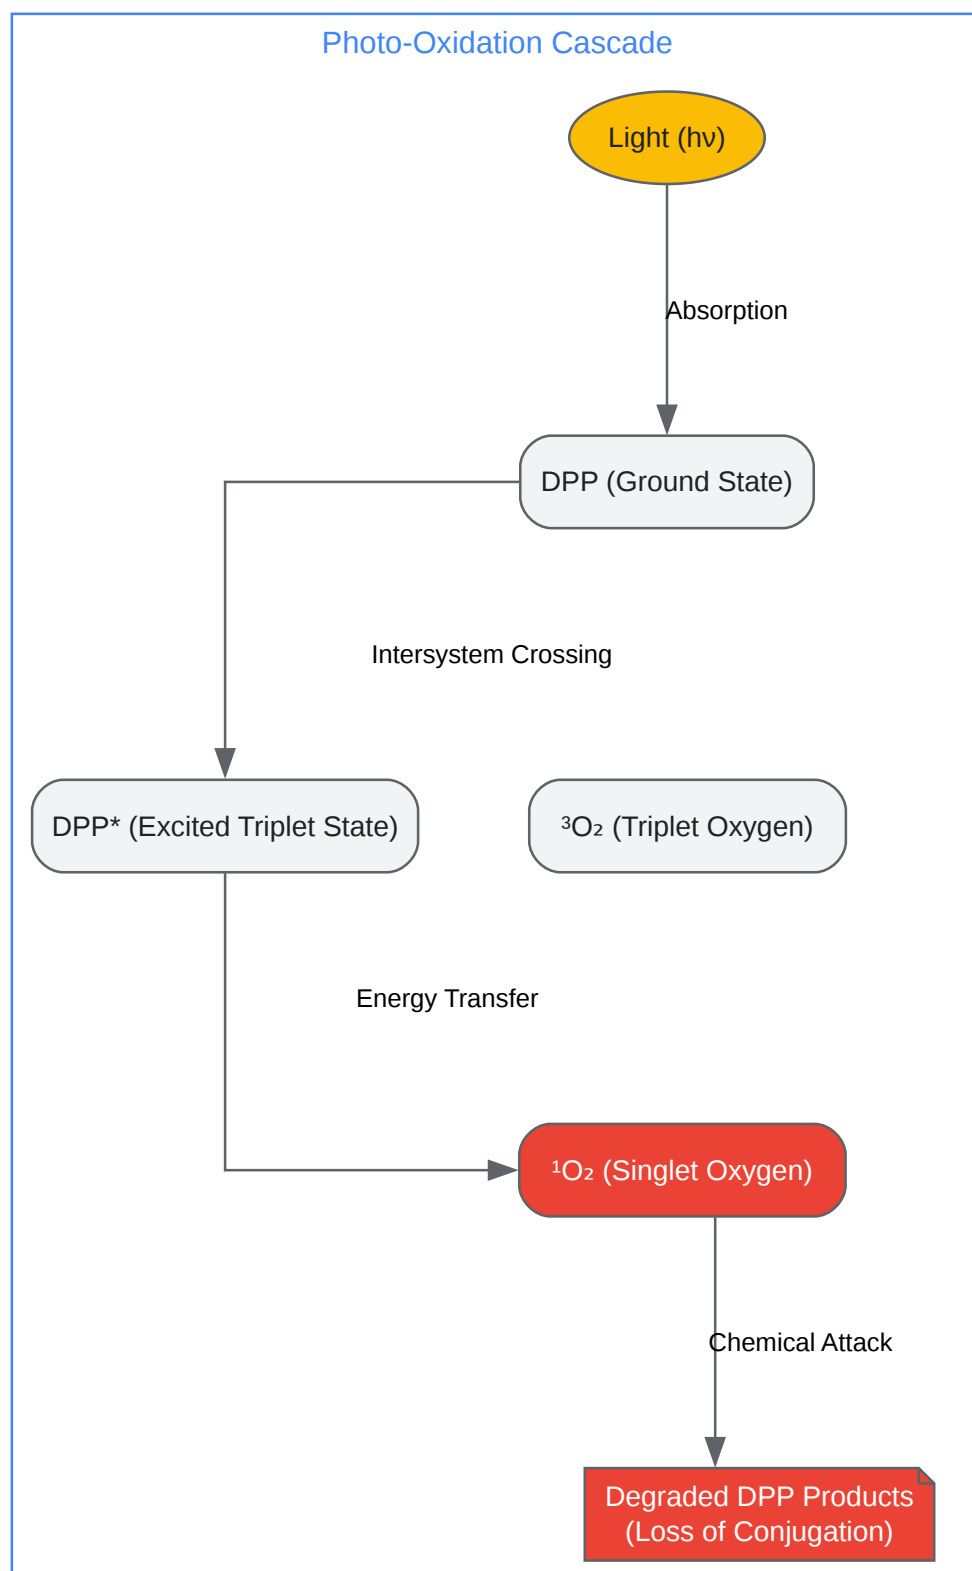 Photo-Oxidation Cascade
Light (hν)
Absorption
DPP (Ground State)
Intersystem Crossing
DPP* (Excited Triplet State)
³O₂ (Triplet Oxygen)
Energy Transfer
¹O₂ (Singlet Oxygen)
Chemical Attack
Degraded DPP Products
(Loss of Conjugation)